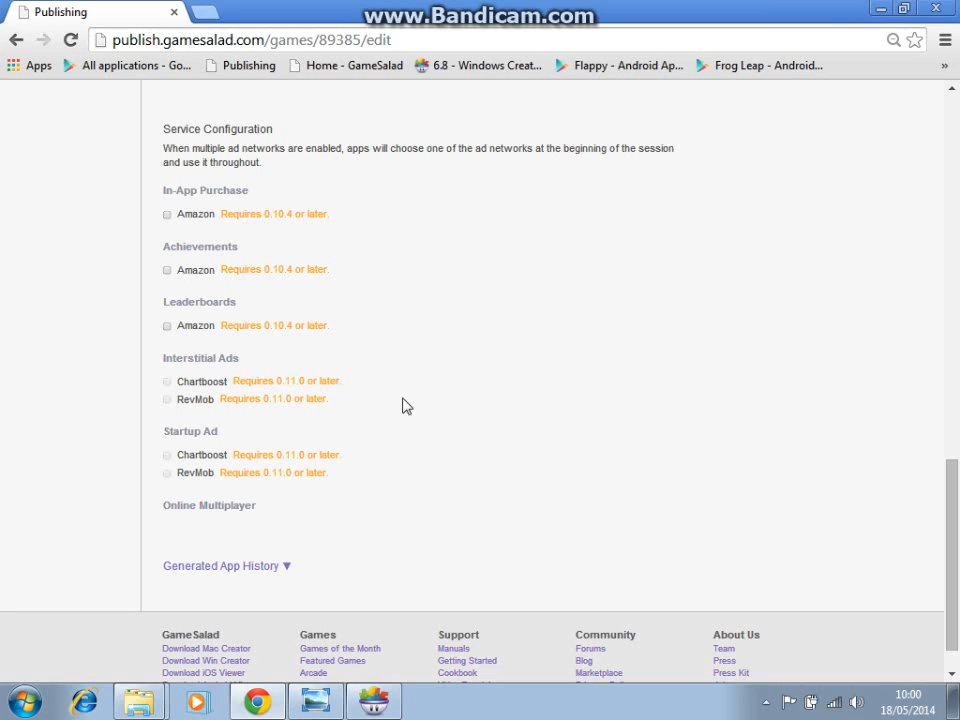 Publishing
www.Bandicam.com
publish.gamesalad.com/games/89385/edit
Apps All applications - Go... Publishing Home - GameSalad 6.8 - Windows Creat... Flappy - Android Ap... Frog Leap - Android... »
Service Configuration
When multiple ad networks are enabled, apps will choose one of the ad networks at the beginning of the session
and use it throughout.
In-App Purchase
Amazon Requires 0.10.4 or later.
Achievements
Amazon Requires 0.10.4 or later.
Leaderboards
Amazon Requires 0.10.4 or later.
Interstitial Ads
Chartboost Requires 0.11.0 or later.
RevMob Requires 0.11.0 or later.
Startup Ad
Chartboost Requires 0.11.0 or later.
RevMob Requires 0.11.0 or later.
Online Multiplayer
Generated App History ▼
GameSalad Games Support Community About Us
Download Mac Creator Games of the Month Manuals Forums Team
Download Win Creator Featured Games Getting Started Blog Press
Download iOS Viewer Arcade Cookbook Marketplace Press Kit
10:00
18/05/2014